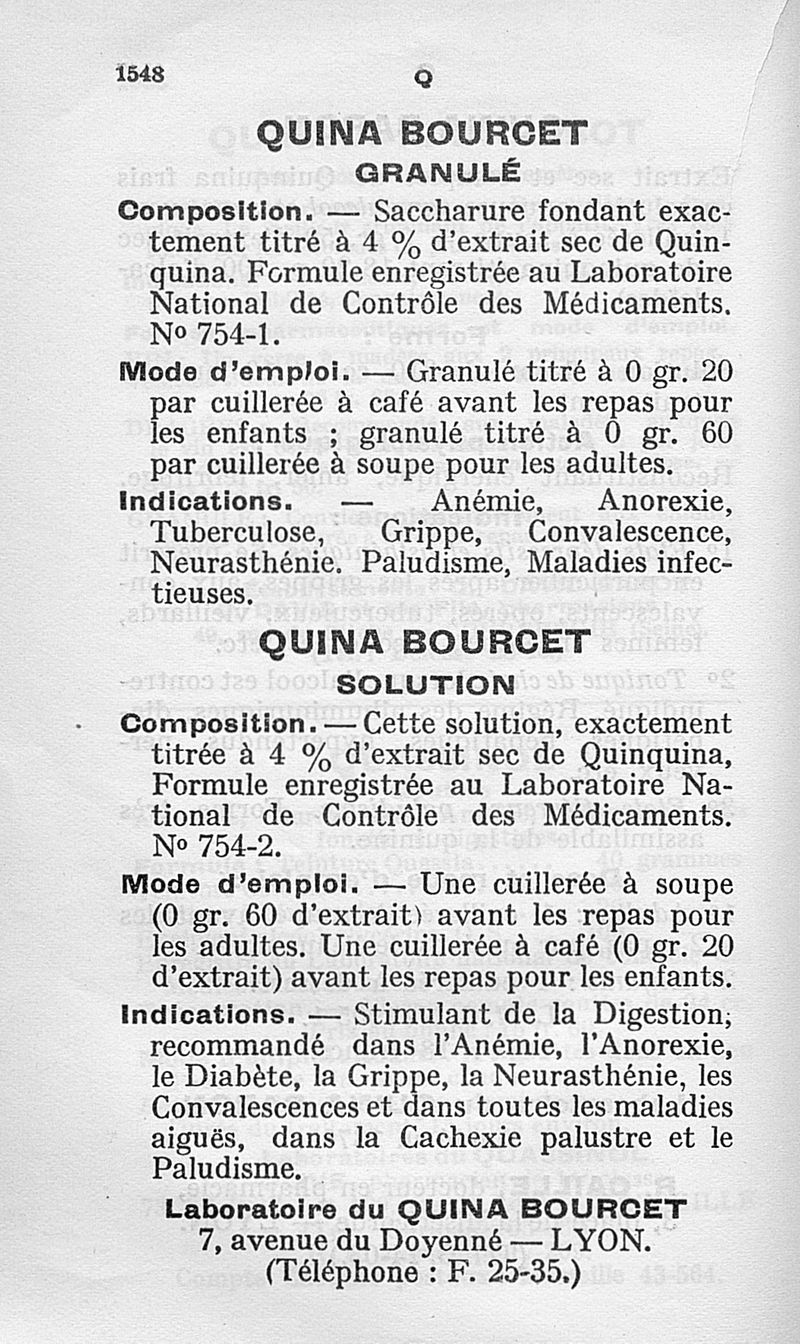 1548
Q
QUINA BOURCET
GRANULÉ
Composition. — Saccharure fondant exac-
tement titré à 4 % d'extrait sec de Quin-
quina. Formule enregistrée au Laboratoire
National de Contrôle des Médicaments.
Nº 754-1.
Mode d'emploi. — Granulé titré à 0 gr. 20
par cuillerée à café avant les repas pour
les enfants ; granulé titré à 0 gr. 60
par cuillerée à soupe pour les adultes.
Indications. — Anémie, Anorexie,
Tuberculose, Grippe, Convalescence,
Neurasthénie. Paludisme, Maladies infec-
tieuses.
QUINA BOURCET
SOLUTION
Composition. — Cette solution, exactement
titrée à 4 % d'extrait sec de Quinquina,
Formule enregistrée au Laboratoire Na-
tional de Contrôle des Médicaments.
Nº 754-2.
Mode d'emploi. — Une cuillerée à soupe
(0 gr. 60 d'extrait) avant les repas pour
les adultes. Une cuillerée à café (0 gr. 20
d'extrait) avant les repas pour les enfants.
Indications. — Stimulant de la Digestion;
recommandé dans l'Anémie, l'Anorexie,
le Diabète, la Grippe, la Neurasthénie, les
Convalescences et dans toutes les maladies
aiguës, dans la Cachexie palustre et le
Paludisme.
Laboratoire du QUINA BOURCET
7, avenue du Doyenné — LYON.
(Téléphone : F. 25-35.)